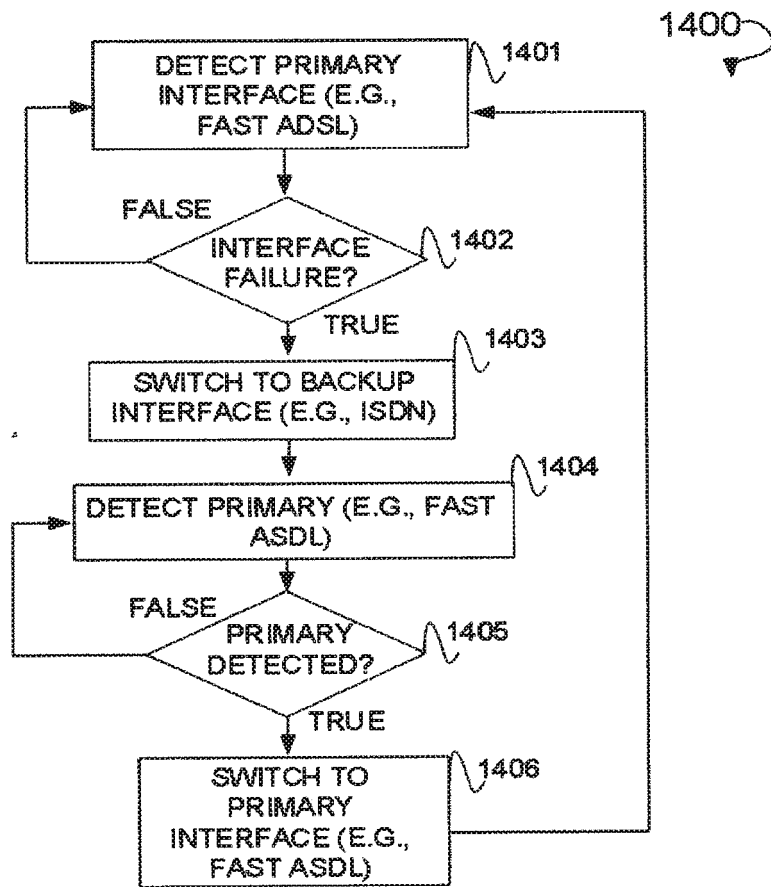 1400
DETECT PRIMARY
INTERFACE (E.G.,
FAST ADSL)
1401
FALSE
INTERFACE
FAILURE?
1402
TRUE
SWITCH TO BACKUP
INTERFACE (E.G., ISDN)
1403
DETECT PRIMARY (E.G., FAST
ASDL)
1404
FALSE
PRIMARY
DETECTED?
1405
TRUE
SWITCH TO
PRIMARY
INTERFACE (E.G.,
FAST ASDL)
1406